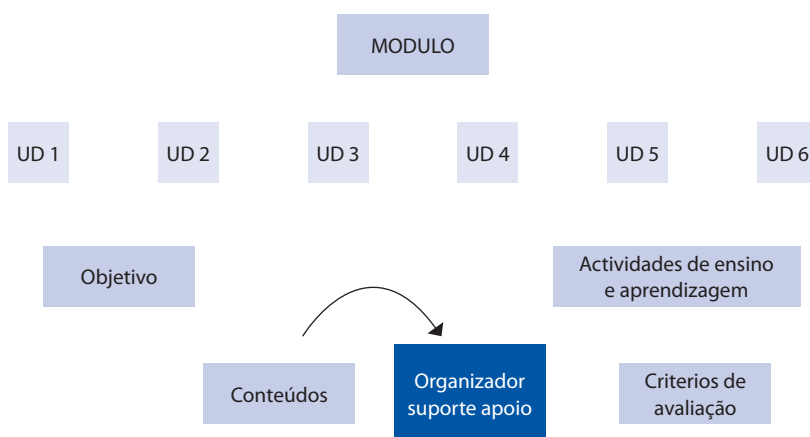 MODULO
UD 1
UD 2
UD 3
UD 4
UD 5
UD 6
Objetivo
Actividades de ensino
e aprendizagem
Conteúdos
Organizador
suporte apoio
Criterios de
avaliação